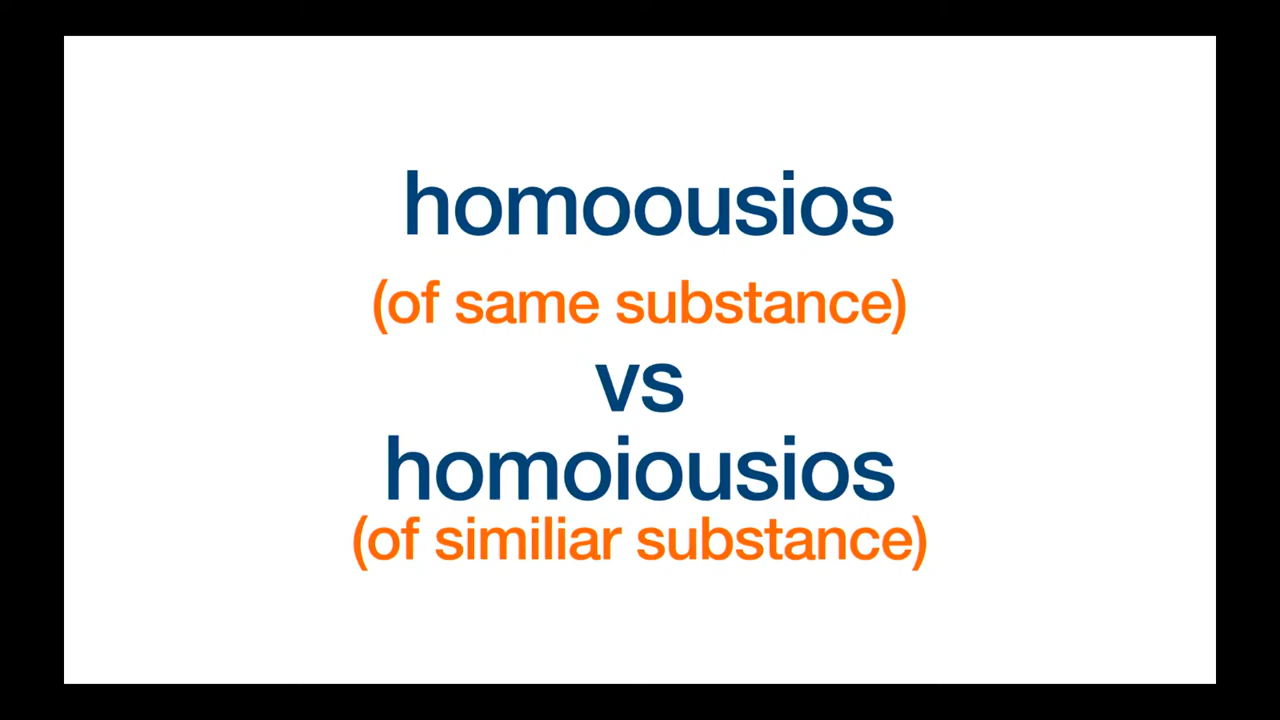 homoousios
(of same substance)
vs
homoiousios
(of similiar substance)